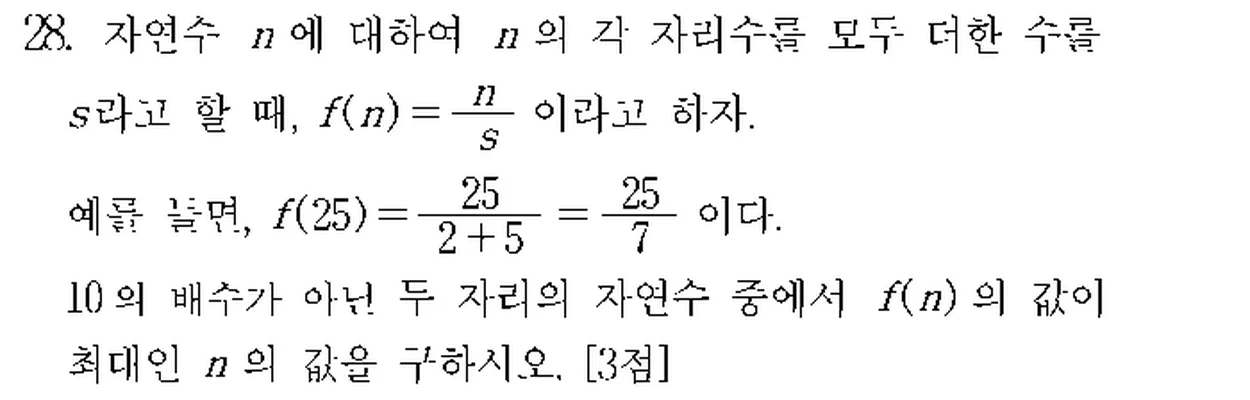 28. 자연수 n에 대하여 n의 각 자리수를 모두 더한 수를
s라고 할 때, f(n)=n/s 이라고 하자.
예를 들면, f(25)=25/(2+5)=25/7 이다.
10의 배수가 아닌 두 자리의 자연수 중에서 f(n)의 값이
최대인 n의 값을 구하시오. [3점]